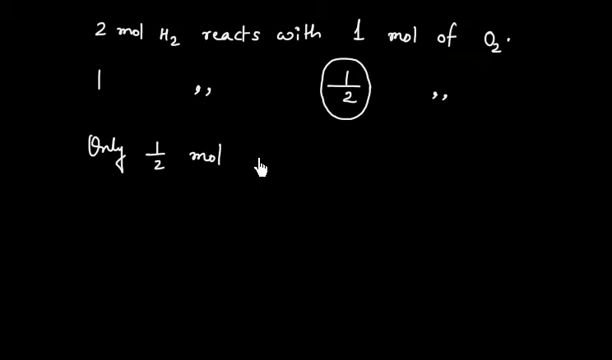 2 mol H₂ reacts with 1 mol of O₂.
1 ,, 1/2 ,,
Only 1/2 mol